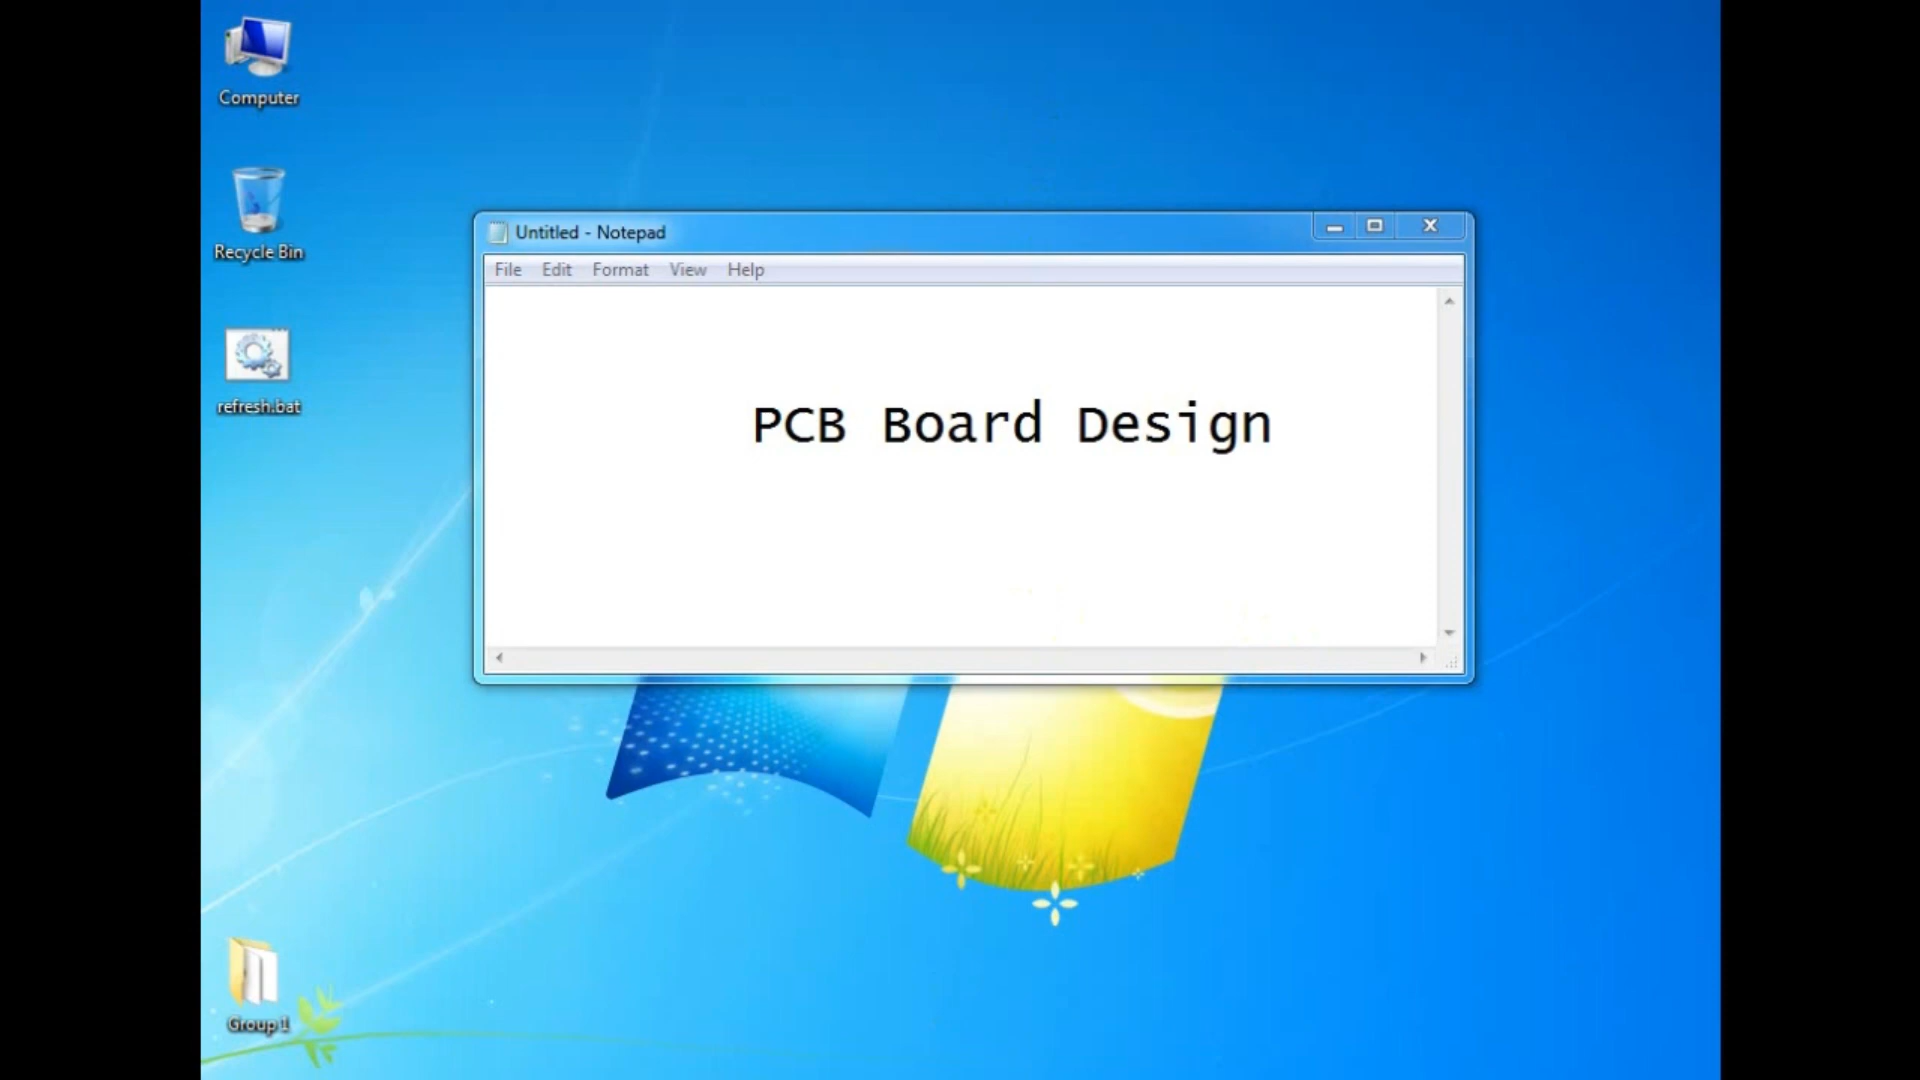 Computer
Recycle Bin
refresh.bat
Group 1
Untitled - Notepad
File Edit Format View Help
PCB Board Design